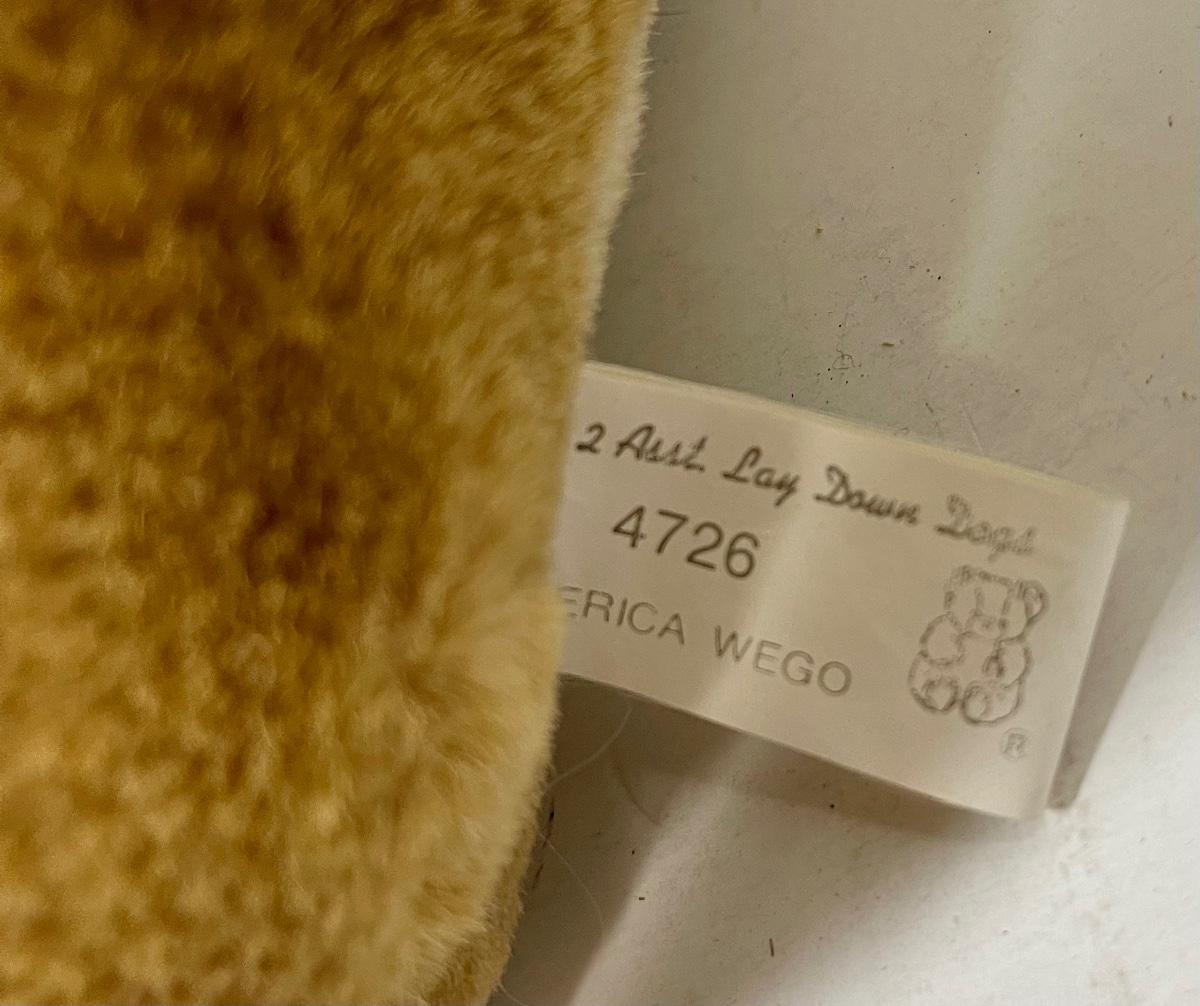 2 Asst. Lay Down Dogs
4726
ERICA WEGO
®